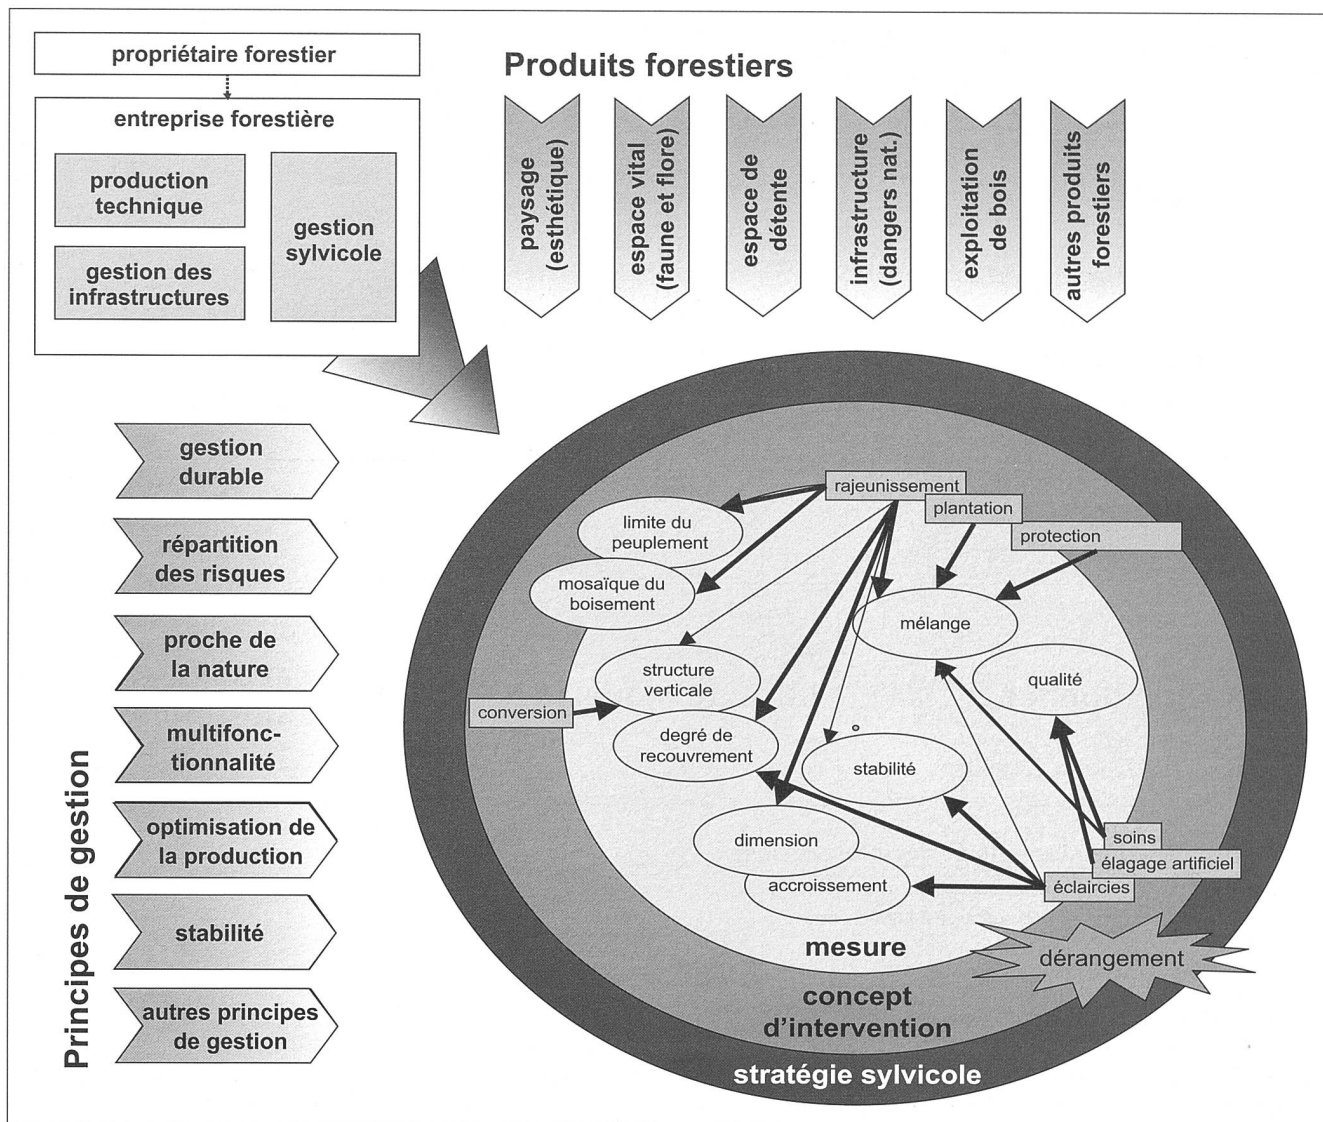 propriétaire forestier
entreprise forestière
production
technique
gestion des
infrastructures
gestion
sylvicole
Produits forestiers
paysage
(esthétique)
espace vital
(faune et flore)
espace de
détente
infrastructure
(dangers nat.)
exploitation
de bois
autres produits
forestiers
Principes de gestion
gestion
durable
répartition
des risques
proche de
la nature
multifonc-
tionnalité
optimisation de
la production
stabilité
autres principes
de gestion
rajeunissement
plantation
protection
limite du
peuplement
mosaïque du
boisement
mélange
structure
verticale
qualité
conversion
degré de
recouvrement
stabilité
dimension
accroissement
soins
élagage artificiel
éclaircies
mesure
dérangement
concept
d'intervention
stratégie sylvicole